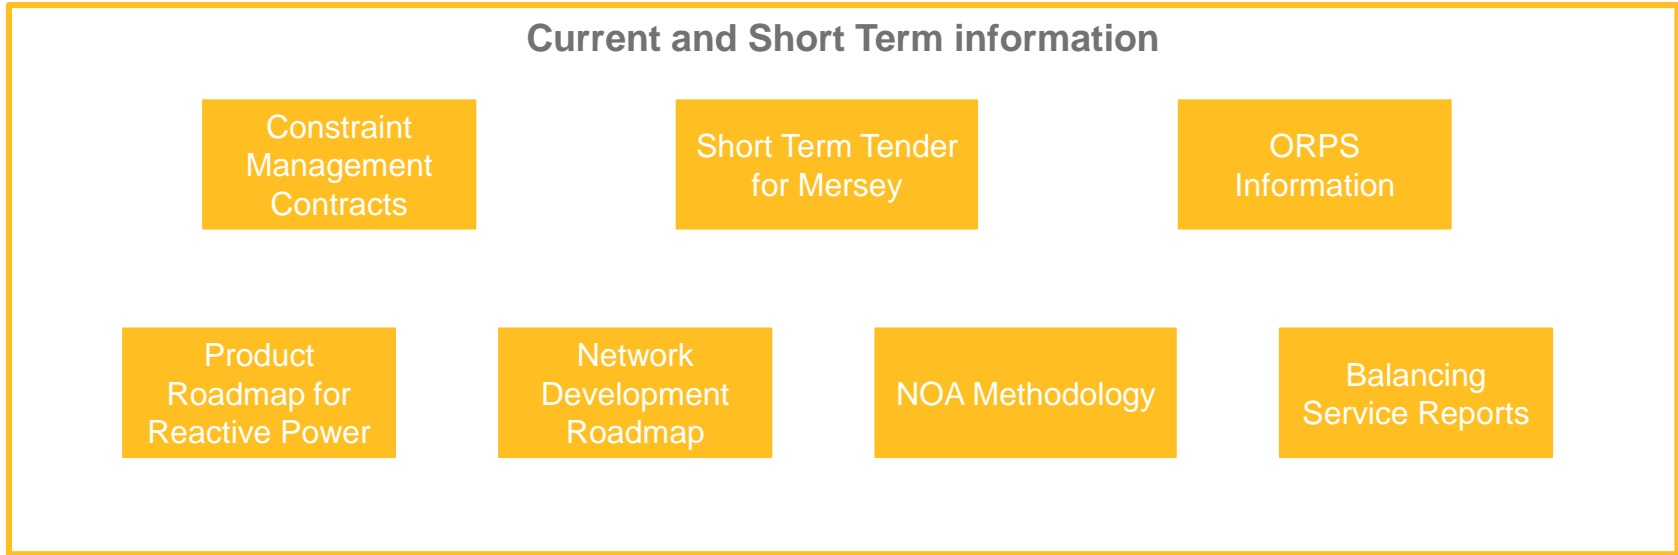 Current and Short Term information
Constraint
Management
Contracts
Short Term Tender
for Mersey
ORPS
Information
Product
Roadmap for
Reactive Power
Network
Development
Roadmap
NOA Methodology
Balancing
Service Reports